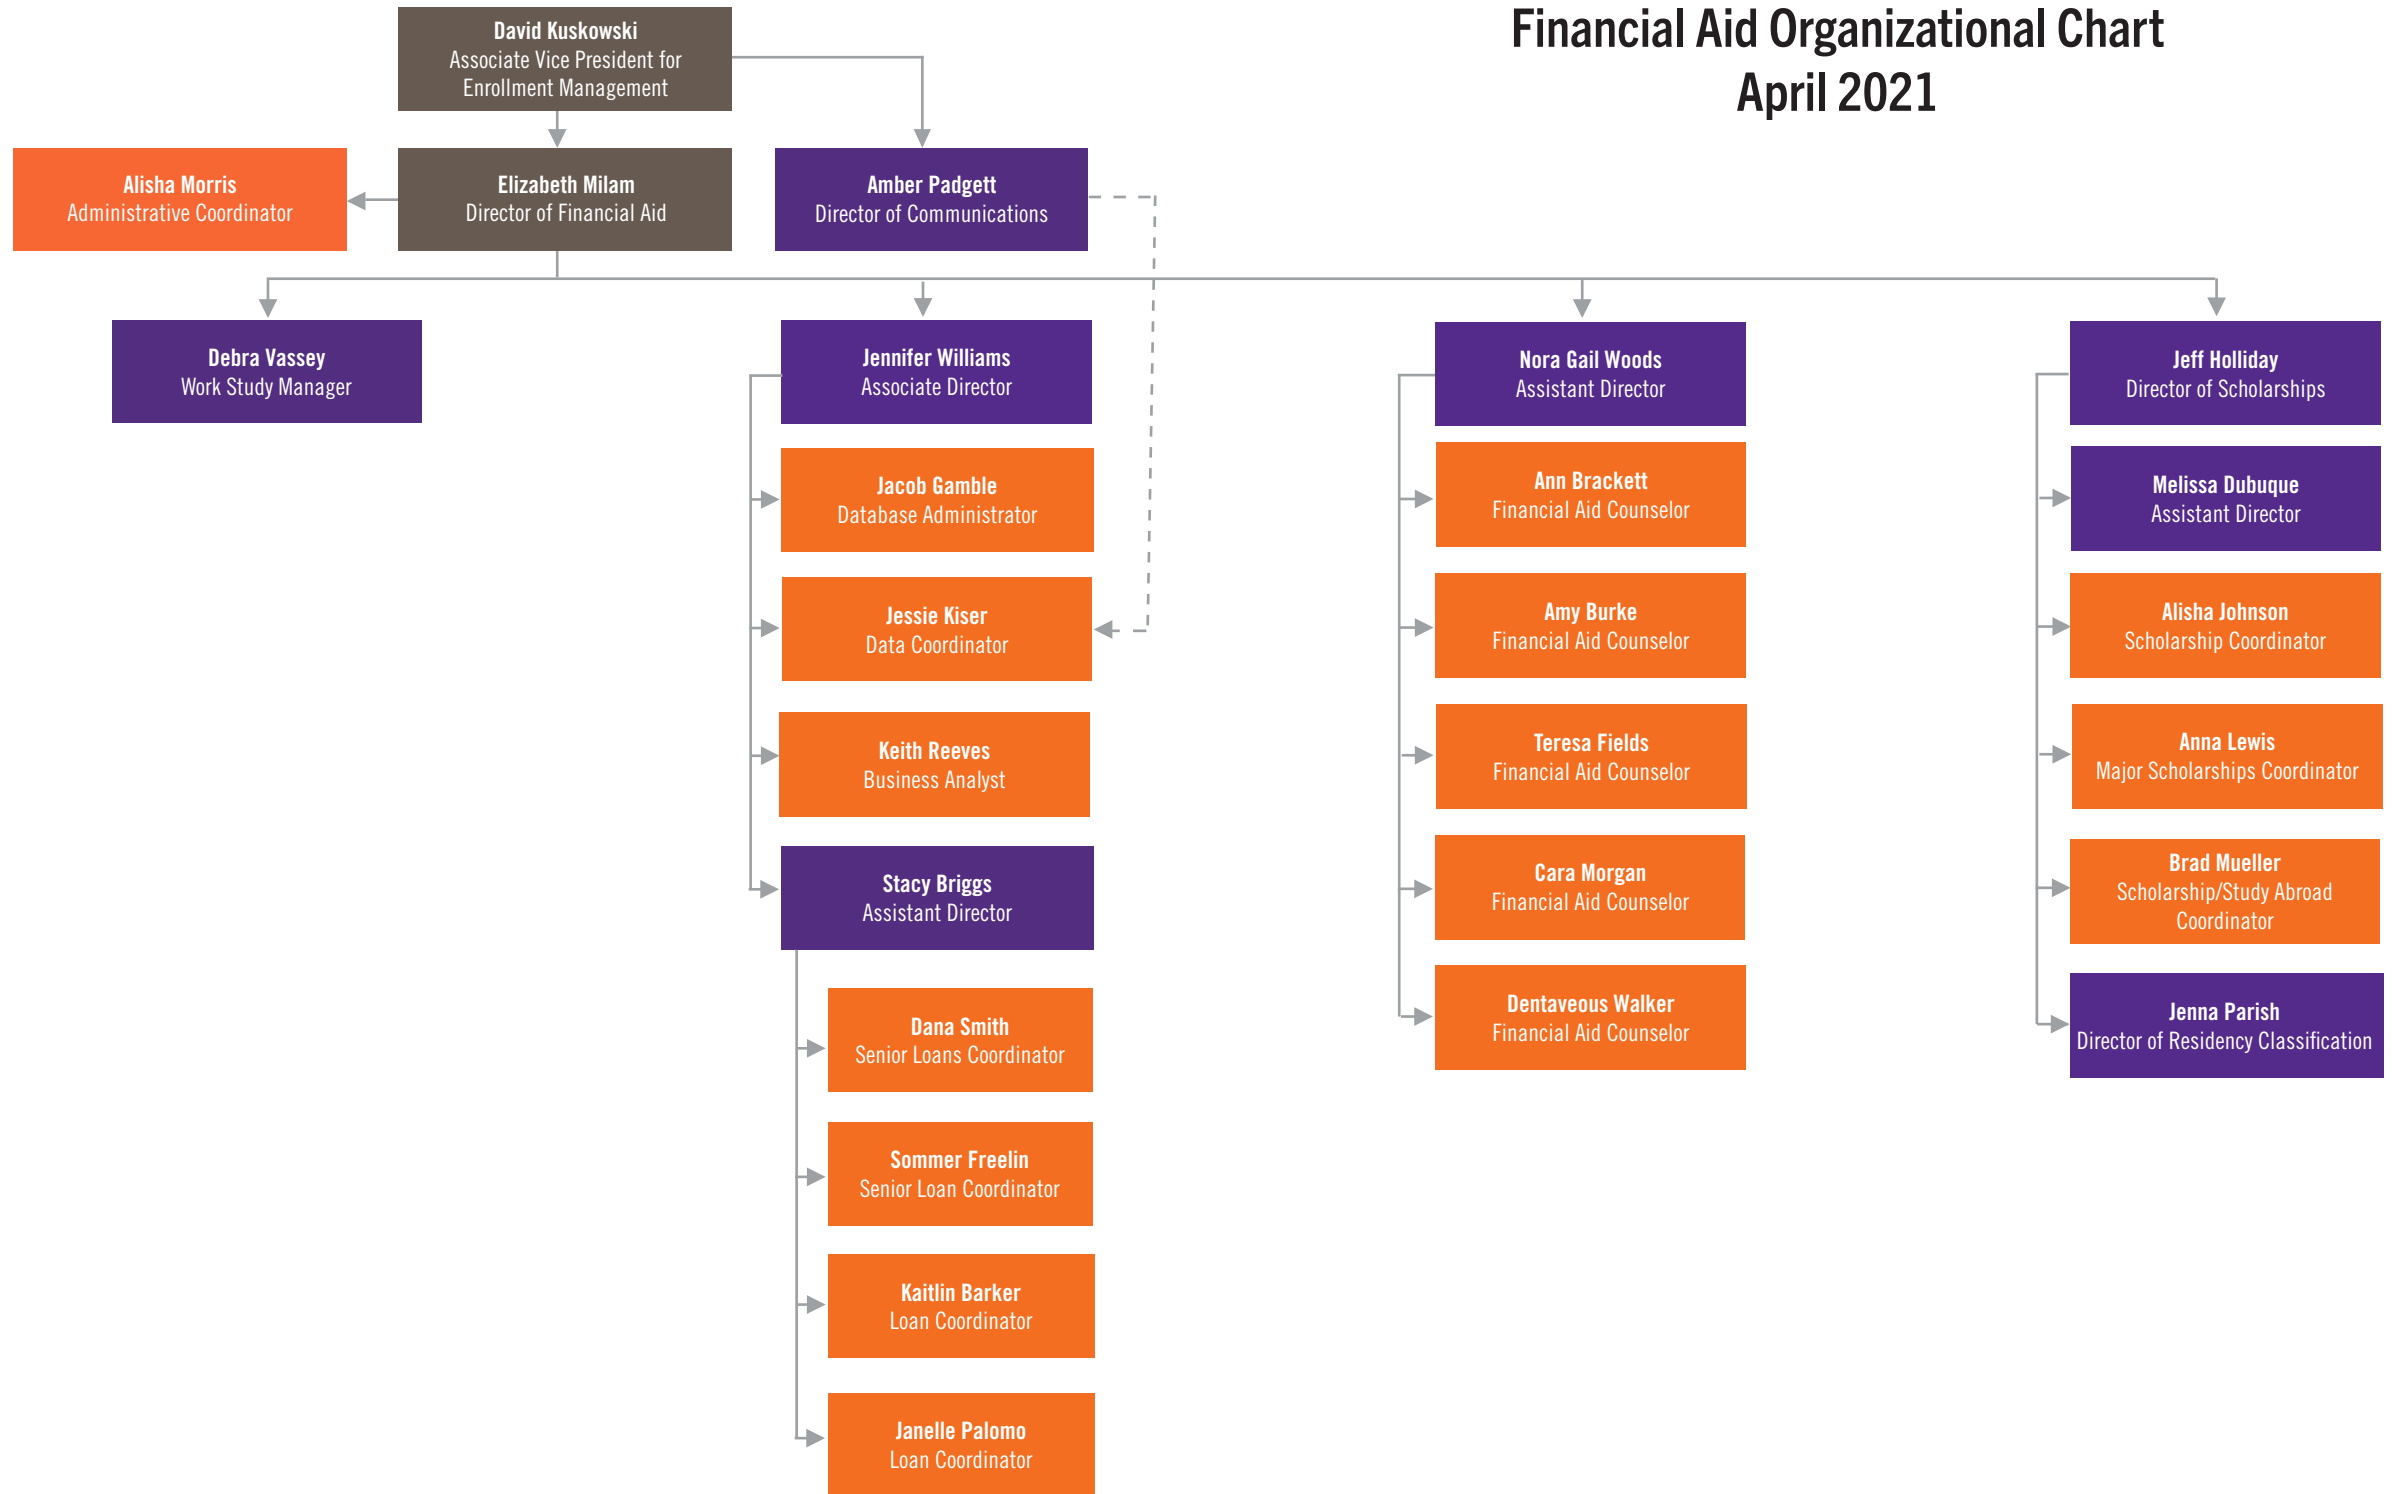 Financial Aid Organizational Chart
April 2021
David Kuskowski
Associate Vice President for
Enrollment Management
Alisha Morris
Administrative Coordinator
Elizabeth Milam
Director of Financial Aid
Amber Padgett
Director of Communications
Debra Vassey
Work Study Manager
Jennifer Williams
Associate Director
Jacob Gamble
Database Administrator
Jessie Kiser
Data Coordinator
Keith Reeves
Business Analyst
Stacy Briggs
Assistant Director
Dana Smith
Senior Loans Coordinator
Sommer Freelin
Senior Loan Coordinator
Kaitlin Barker
Loan Coordinator
Janelle Palomo
Loan Coordinator
Nora Gail Woods
Assistant Director
Ann Brackett
Financial Aid Counselor
Amy Burke
Financial Aid Counselor
Teresa Fields
Financial Aid Counselor
Cara Morgan
Financial Aid Counselor
Dentaveous Walker
Financial Aid Counselor
Jeff Holliday
Director of Scholarships
Melissa Dubuque
Assistant Director
Alisha Johnson
Scholarship Coordinator
Anna Lewis
Major Scholarships Coordinator
Brad Mueller
Scholarship/Study Abroad
Coordinator
Jenna Parish
Director of Residency Classification